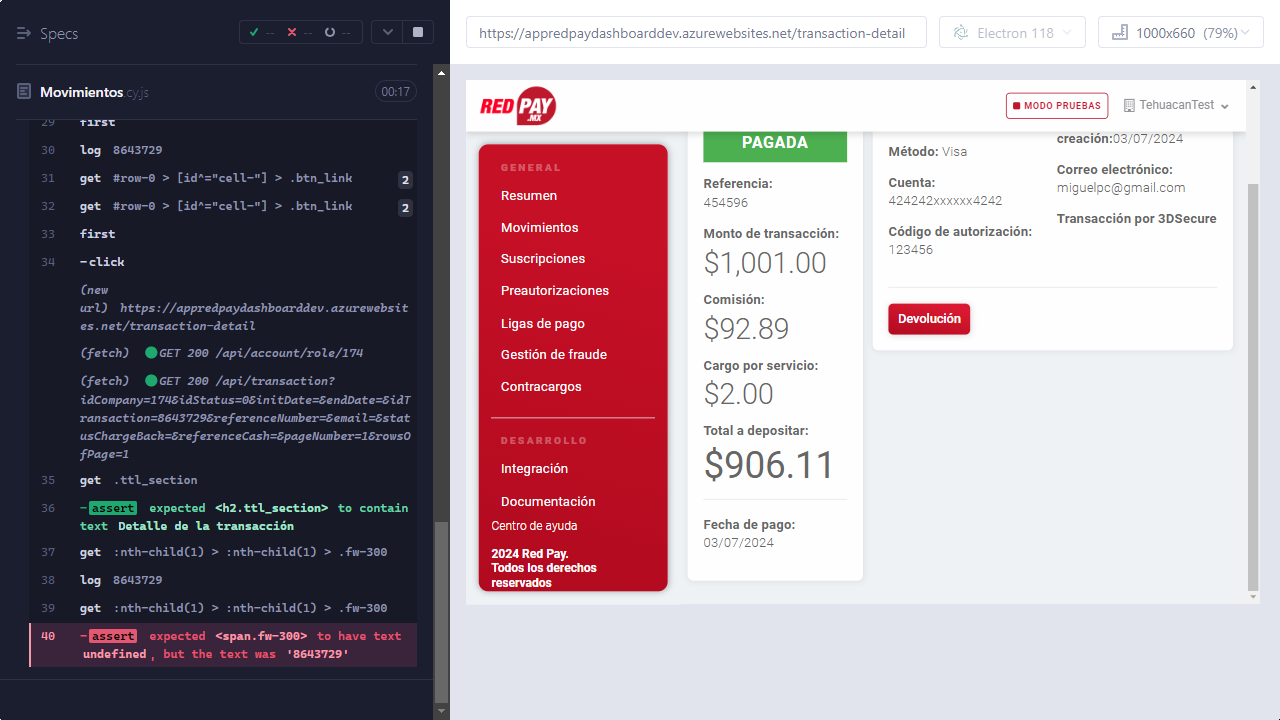 Specs
-- -- --
https://appredpaydashboarddev.azurewebsites.net/transaction-detail
Electron 118
1000x660 (79%)
Movimientos cy.js
00:17
29 first
30 log 8643729
31 get #row-0 > [id^="cell-"] > .btn_link 2
32 get #row-0 > [id^="cell-"] > .btn_link 2
33 first
34 -click
(new
url) https://appredpaydashboarddev.azurewebsit
es.net/transaction-detail
(fetch) GET 200 /api/account/role/174
(fetch) GET 200 /api/transaction?
idCompany=174&idStatus=0&initDate=&endDate=&idT
ransaction=8643729&referenceNumber=&email=&stat
usChargeBack=&referenceCash=&pageNumber=1&rowsO
fPage=1
35 get .ttl_section
36 -assert expected <h2.ttl_section> to contain
text Detalle de la transacción
37 get :nth-child(1) > :nth-child(1) > .fw-300
38 log 8643729
39 get :nth-child(1) > :nth-child(1) > .fw-300
40 -assert expected <span.fw-300> to have text
undefined, but the text was '8643729'
RED PAY
.MX
MODO PRUEBAS
TehuacanTest
GENERAL
Resumen
Movimientos
Suscripciones
Preautorizaciones
Ligas de pago
Gestión de fraude
Contracargos
DESARROLLO
Integración
Documentación
Centro de ayuda
2024 Red Pay.
Todos los derechos
reservados
PAGADA
Referencia:
454596
Monto de transacción:
$1,001.00
Comisión:
$92.89
Cargo por servicio:
$2.00
Total a depositar:
$906.11
Fecha de pago:
03/07/2024
Método: Visa
Cuenta:
424242xxxxxx4242
Código de autorización:
123456
creación:03/07/2024
Correo electrónico:
miguelpc@gmail.com
Transacción por 3DSecure
Devolución